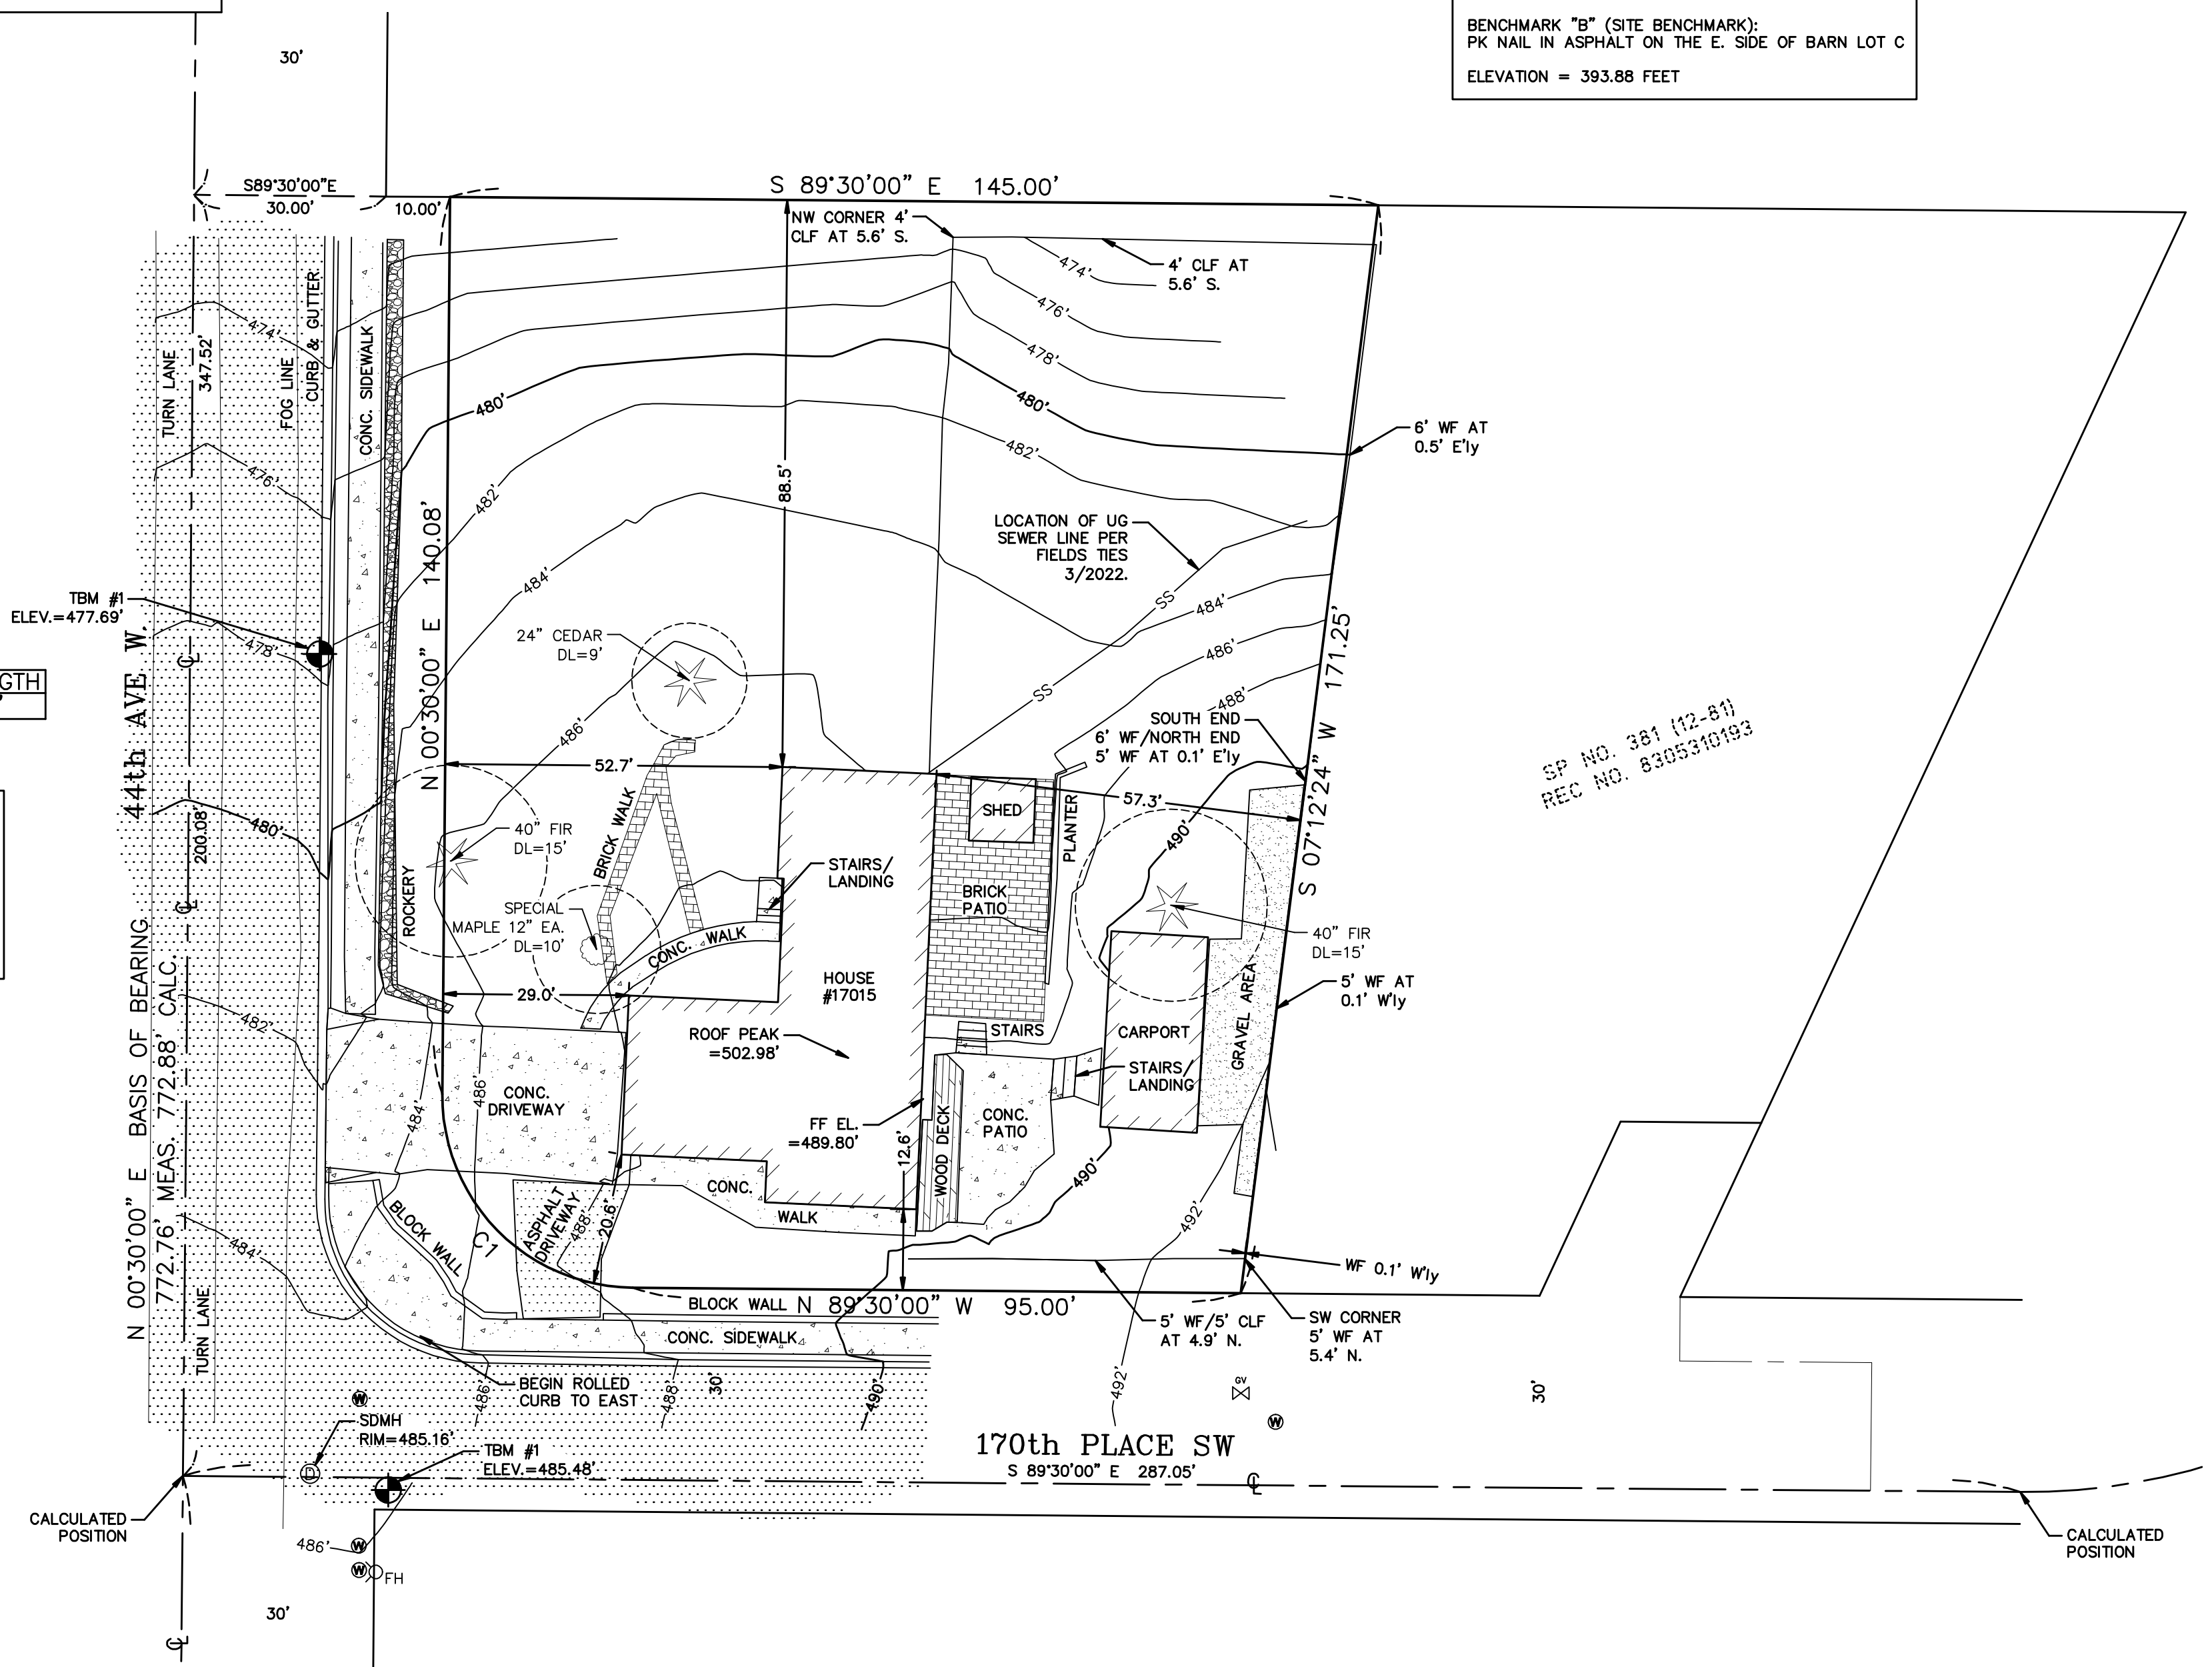 BENCHMARK "B" (SITE BENCHMARK):
PK NAIL IN ASPHALT ON THE E. SIDE OF BARN LOT C
ELEVATION = 393.88 FEET
30'
S89°30'00"E
30.00'
10.00'
S 89°30'00" E 145.00'
NW CORNER 4'
CLF AT 5.6' S.
4' CLF AT
5.6' S.
474'
476'
478'
480'
482'
474'
476'
478'
480'
482'
484'
TURN LANE
347.52'
FOG LINE
CURB & GUTTER
CONC. SIDEWALK
480'
482'
484'
486'
N 00°30'00" E 140.08'
88.5'
6' WF AT
0.5' E'ly
LOCATION OF UG
SEWER LINE PER
FIELDS TIES
3/2022.
SS
SS
484'
486'
488'
S 07°12'24" W 171.25'
TBM #1
ELEV.=477.69'
GTH
44th AVE W.
CL
24" CEDAR
DL=9'
SOUTH END
6' WF/NORTH END
5' WF AT 0.1' E'ly
SP NO. 381 (12-81)
REC NO. 8305310193
52.7'
57.3'
SHED
PLANTER
490'
200.08'
CL
ROCKERY
40" FIR
DL=15'
BRICK WALK
STAIRS/
LANDING
BRICK
PATIO
SPECIAL
MAPLE 12" EA.
DL=10'
CONC. WALK
40" FIR
DL=15'
29.0'
HOUSE
#17015
5' WF AT
0.1' W'ly
ROOF PEAK
=502.98'
STAIRS
CARPORT
GRAVEL AREA
STAIRS/
LANDING
CONC.
DRIVEWAY
484'
486'
FF EL.
=489.80'
12.6'
WOOD DECK
CONC.
PATIO
490'
492'
N 00°30'00" E BASIS OF BEARING
772.76' MEAS. 772.88' CALC.
TURN LANE
BLOCK WALL
C1
ASPHALT
DRIVEWAY
488'
20.6'
CONC.
WALK
WF 0.1' W'ly
BLOCK WALL
N 89°30'00" W 95.00'
5' WF/5' CLF
AT 4.9' N.
SW CORNER
5' WF AT
5.4' N.
CONC. SIDEWALK
BEGIN ROLLED
CURB TO EAST
486'
488'
30'
490'
492'
GV
W
W
30'
SDMH
RIM=485.16'
D
TBM #1
ELEV.=485.48'
170th PLACE SW
S 89°30'00" E 287.05'
CL
CALCULATED
POSITION
CALCULATED
POSITION
486'
W
W
FH
30'
CL